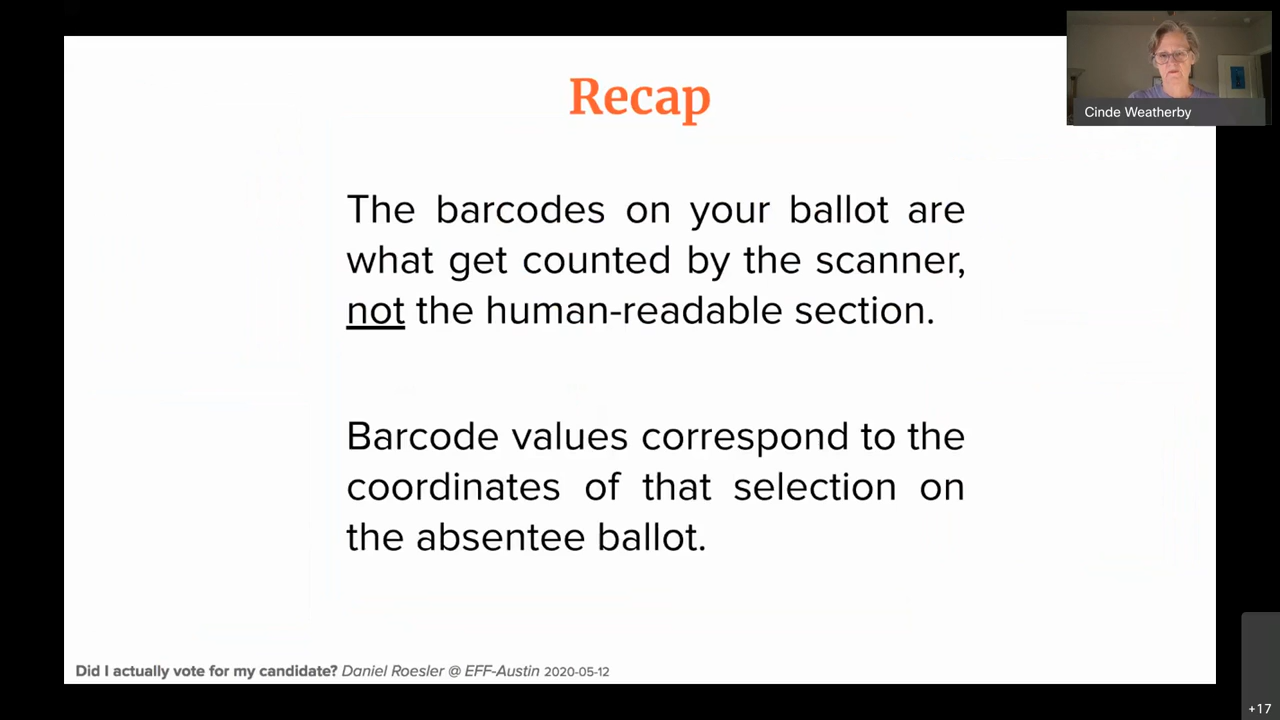 Recap
Cinde Weatherby
The barcodes on your ballot are
what get counted by the scanner,
not the human-readable section.
Barcode values correspond to the
coordinates of that selection on
the absentee ballot.
Did I actually vote for my candidate? Daniel Roesler @ EFF-Austin 2020-05-12
+17